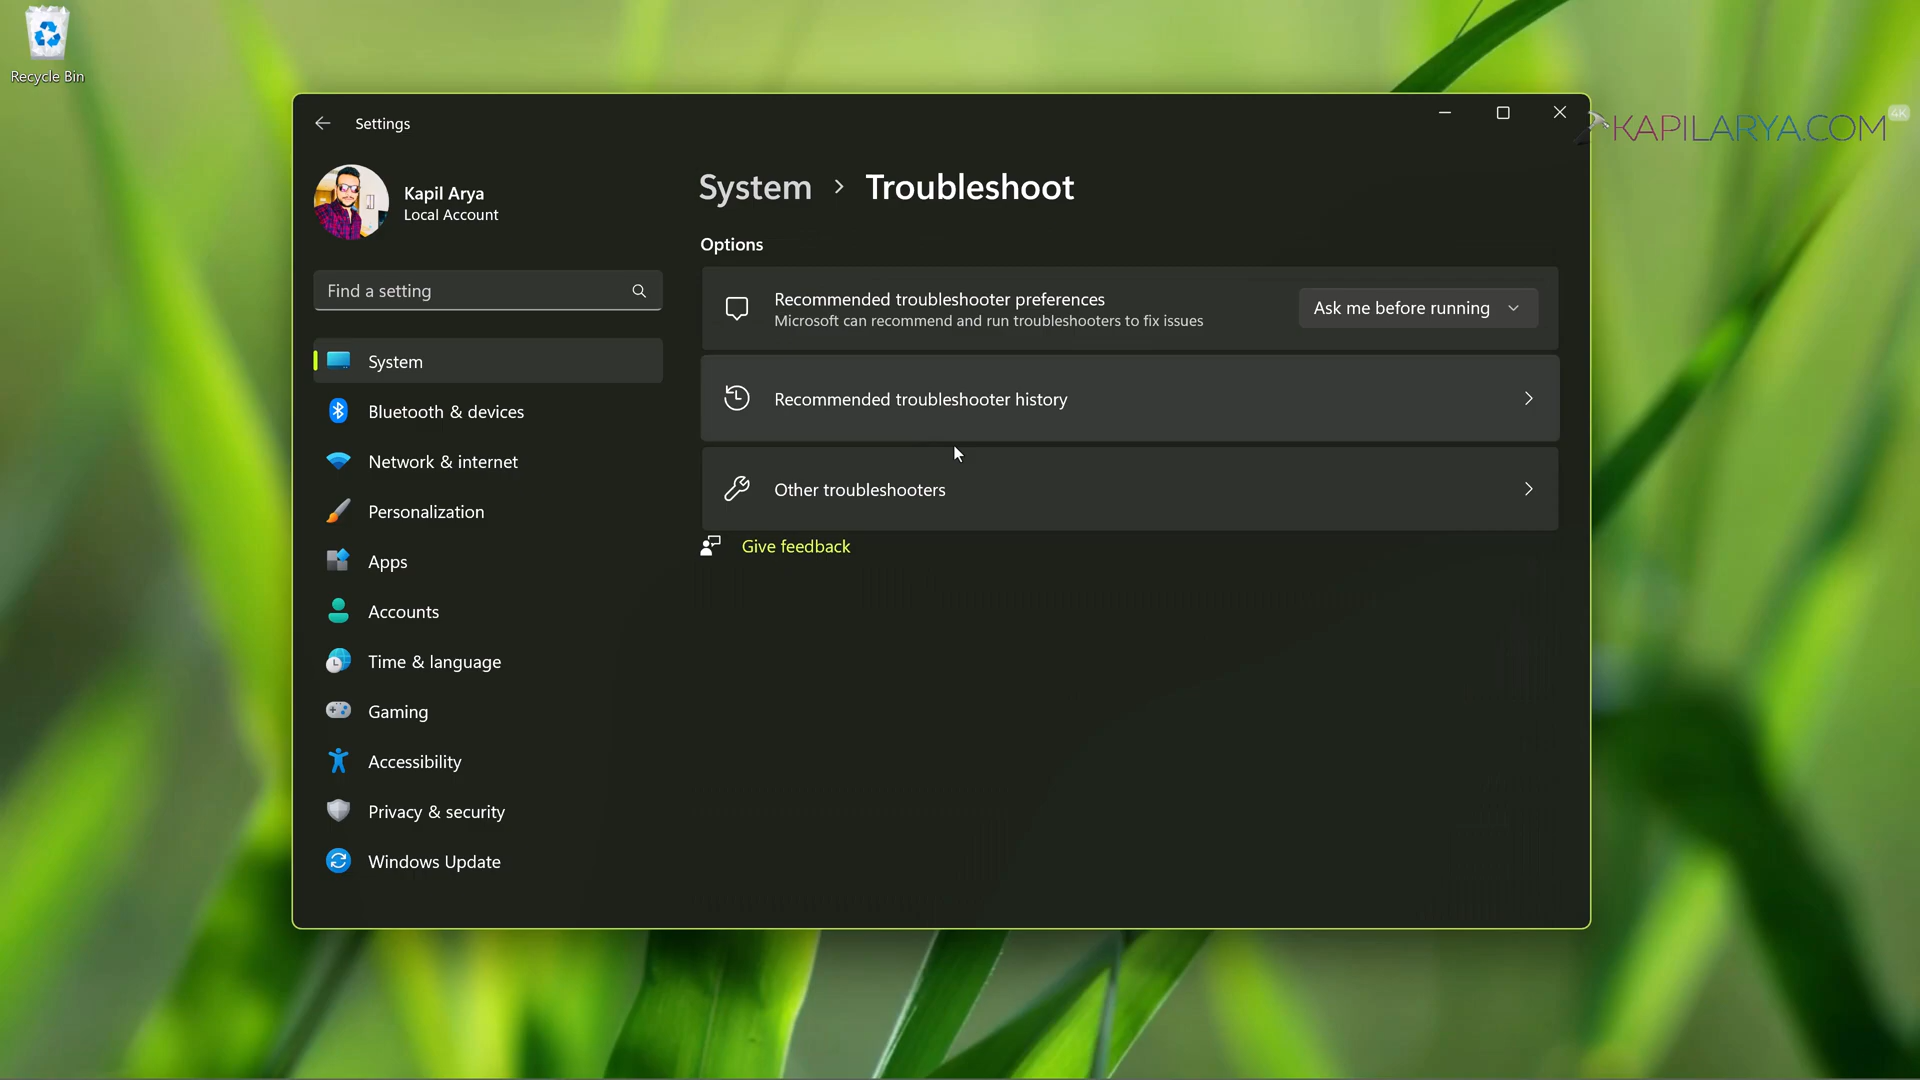 Recycle Bin
Settings
KAPILARYA.COM
4K
Kapil Arya
Local Account
Find a setting
System
Bluetooth & devices
Network & internet
Personalization
Apps
Accounts
Time & language
Gaming
Accessibility
Privacy & security
Windows Update
System > Troubleshoot
Options
Recommended troubleshooter preferences
Microsoft can recommend and run troubleshooters to fix issues
Ask me before running
Recommended troubleshooter history
Other troubleshooters
Give feedback